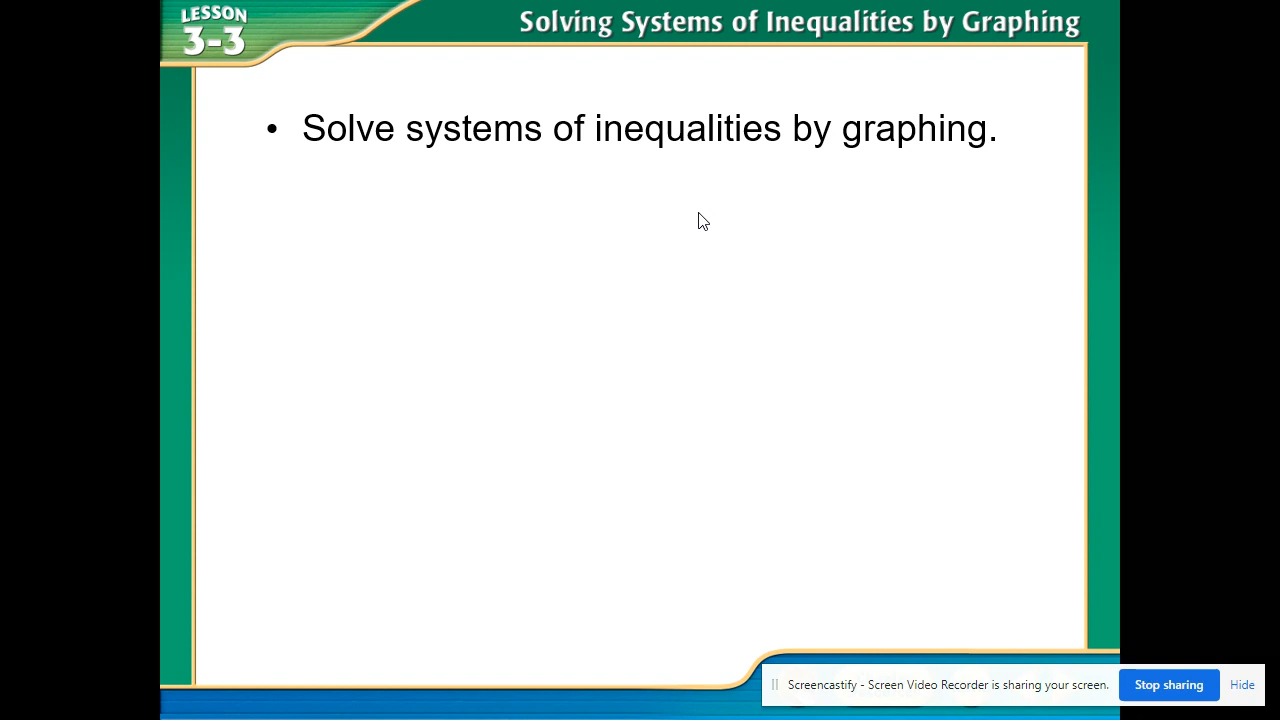 LESSON
3-3
Solving Systems of Inequalities by Graphing
• Solve systems of inequalities by graphing.
Screencastify - Screen Video Recorder is sharing your screen.
Stop sharing
Hide